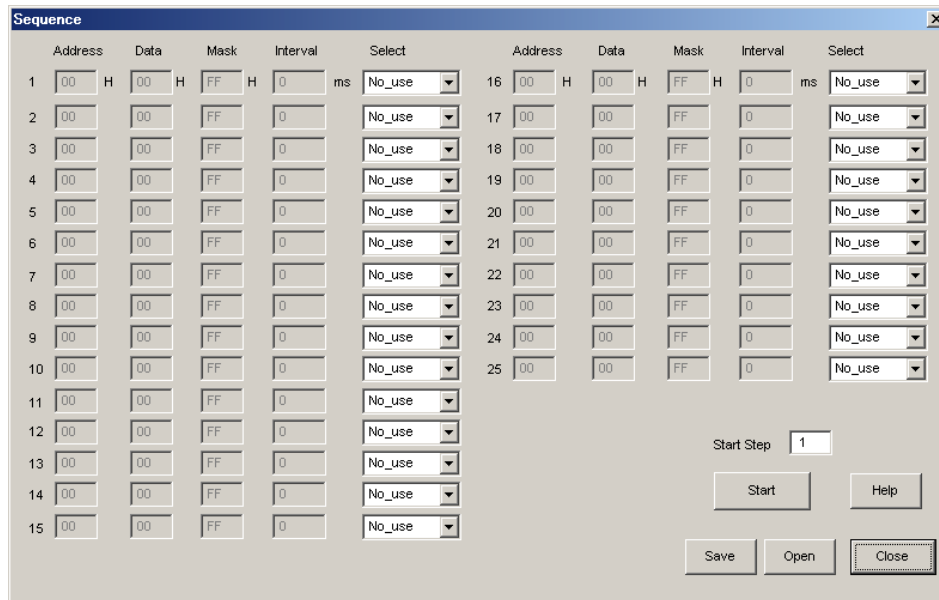 Sequence
Address Data Mask Interval Select Address Data Mask Interval Select
1 00 H 00 H FF H 0 ms No_use 16 00 H 00 H FF H 0 ms No_use
2 00 00 FF 0 No_use 17 00 00 FF 0 No_use
3 00 00 FF 0 No_use 18 00 00 FF 0 No_use
4 00 00 FF 0 No_use 19 00 00 FF 0 No_use
5 00 00 FF 0 No_use 20 00 00 FF 0 No_use
6 00 00 FF 0 No_use 21 00 00 FF 0 No_use
7 00 00 FF 0 No_use 22 00 00 FF 0 No_use
8 00 00 FF 0 No_use 23 00 00 FF 0 No_use
9 00 00 FF 0 No_use 24 00 00 FF 0 No_use
10 00 00 FF 0 No_use 25 00 00 FF 0 No_use
11 00 00 FF 0 No_use
12 00 00 FF 0 No_use
Start Step 1
13 00 00 FF 0 No_use
14 00 00 FF 0 No_use
Start Help
15 00 00 FF 0 No_use
Save Open Close